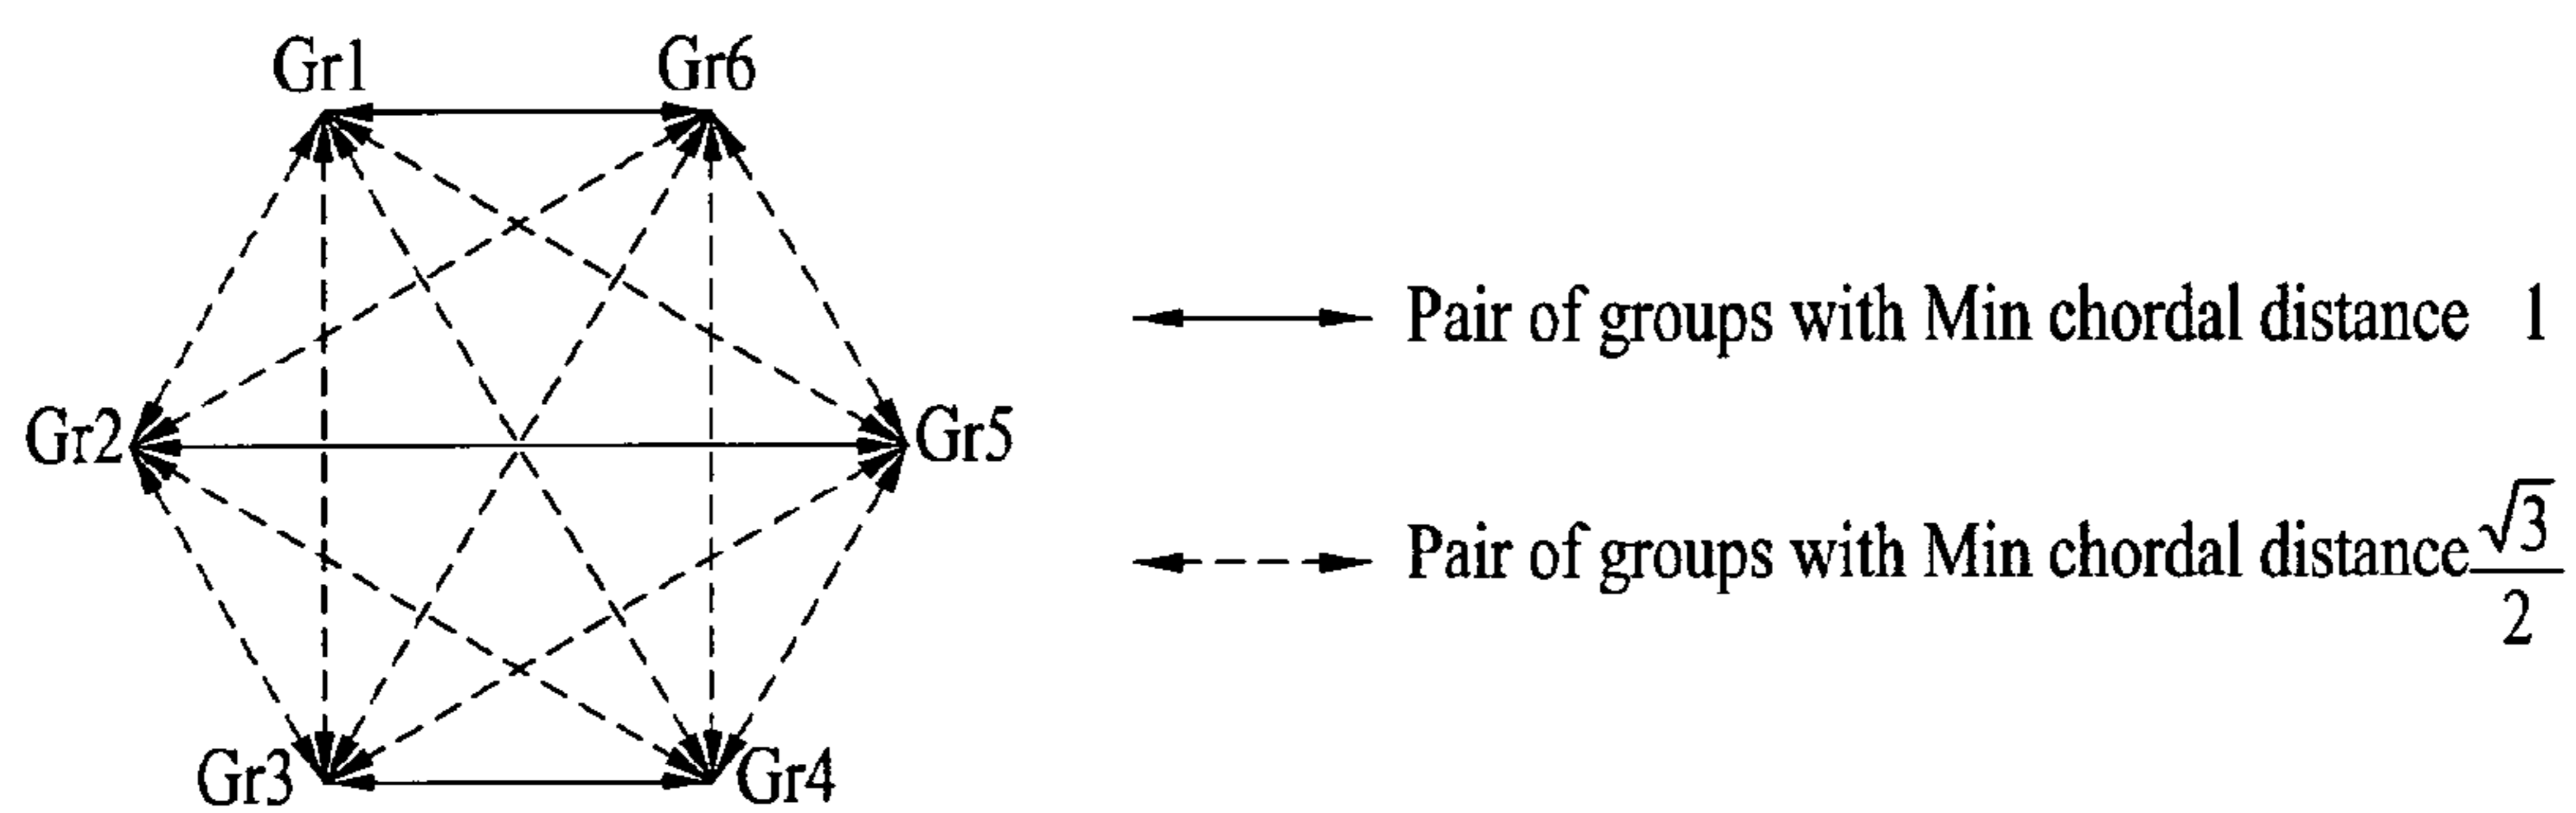 Gr1 Gr6
Gr2 Gr5
Gr3 Gr4
Pair of groups with Min chordal distance 1
Pair of groups with Min chordal distance √3/2